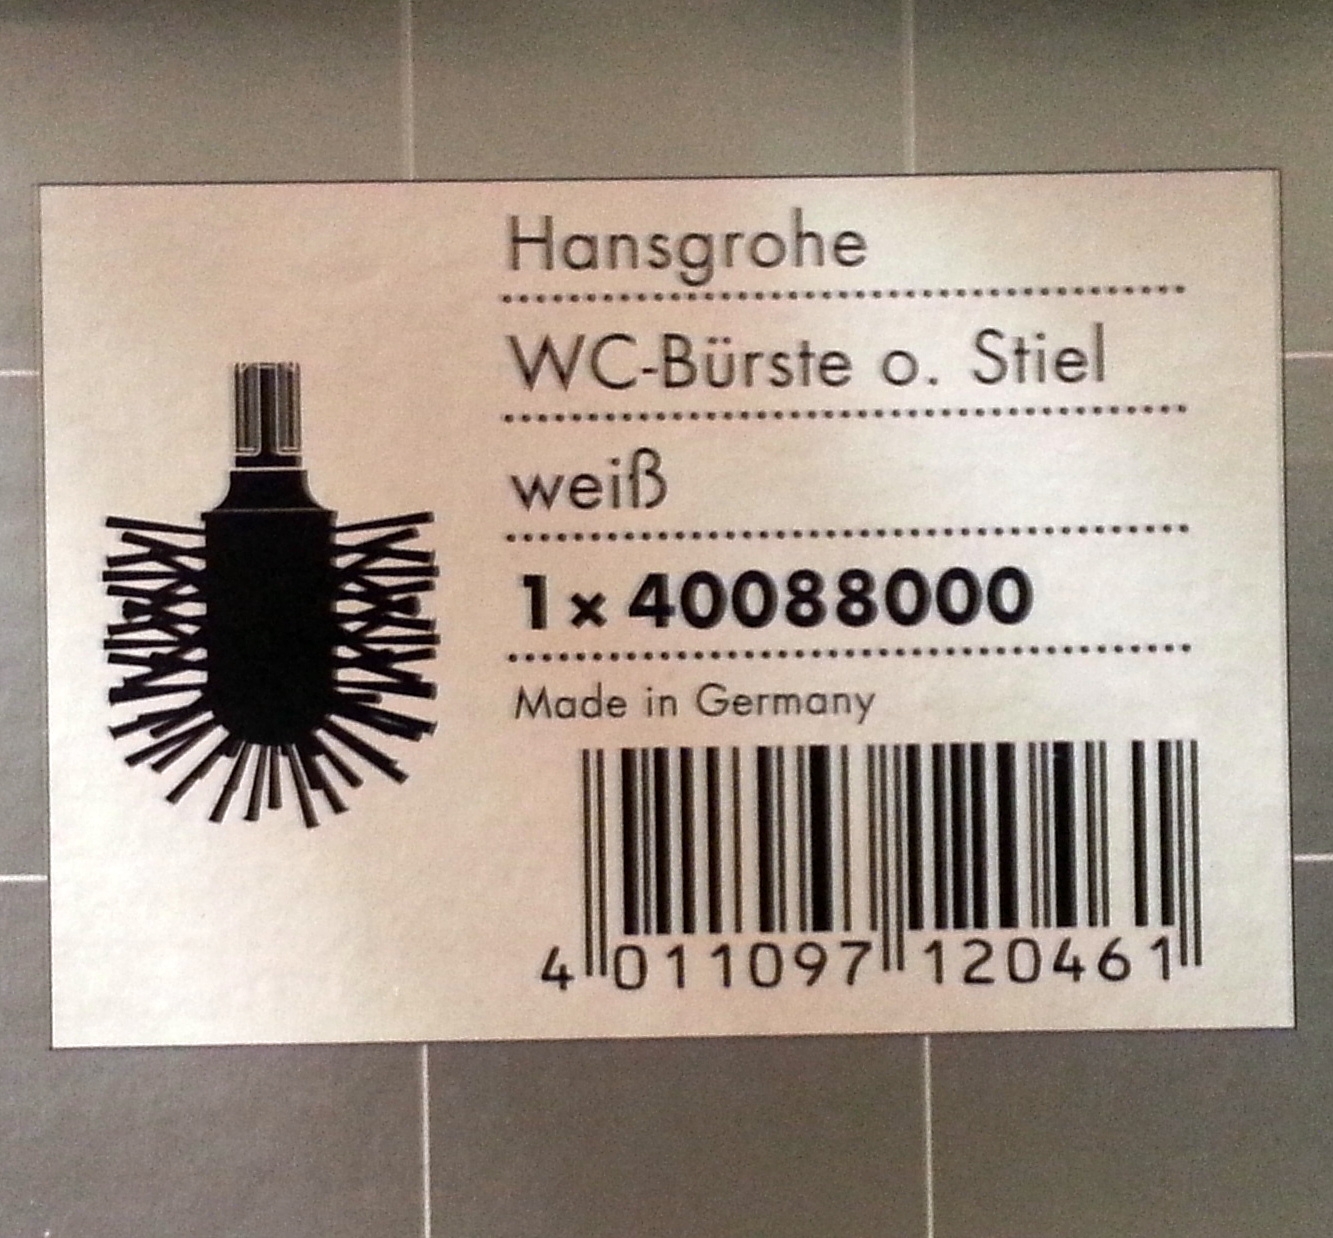 Hansgrohe
WC-Bürste o. Stiel
weiß
1 x 40088000
Made in Germany
4 011097 120461